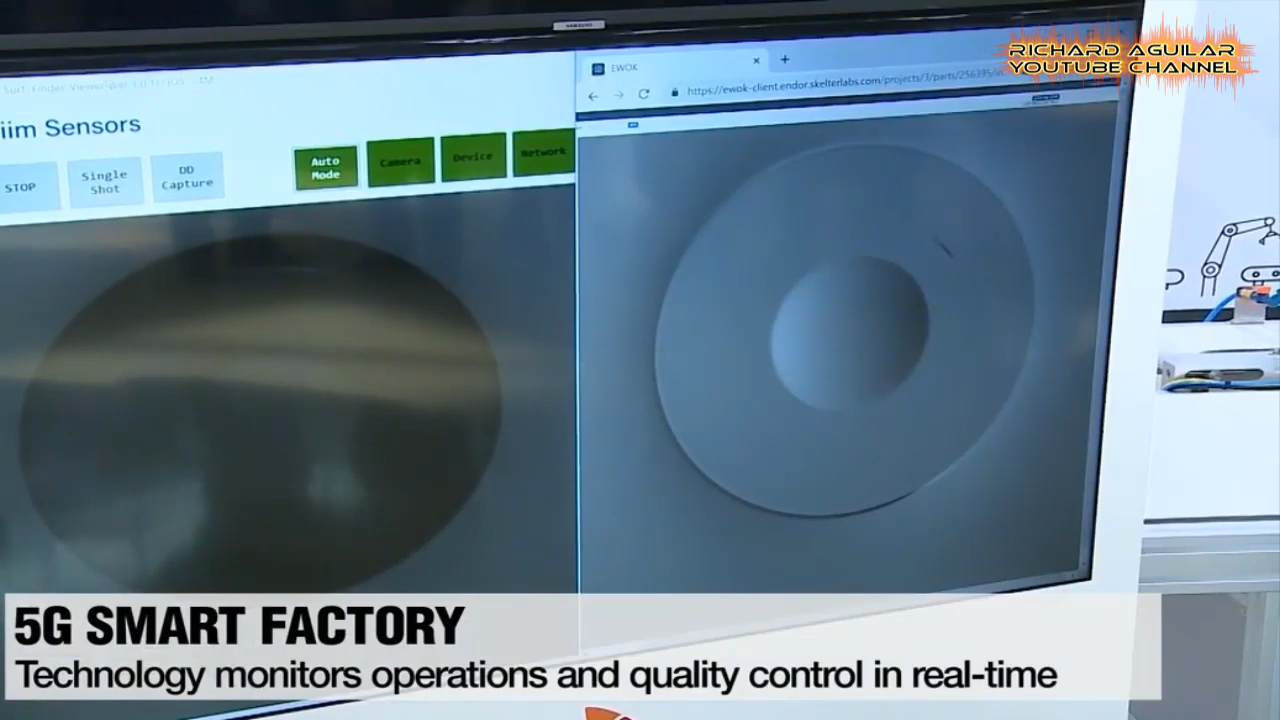 SAMSUNG
RICHARD AGUILAR
YOUTUBE CHANNEL
EWOK
https://ewok-client.endor.skelterlabs.com/projects/3/parts/256395/
iim Sensors
STOP
Single
Shot
DD
Capture
Auto
Mode
Camera
Device
Network
5G SMART FACTORY
Technology monitors operations and quality control in real-time